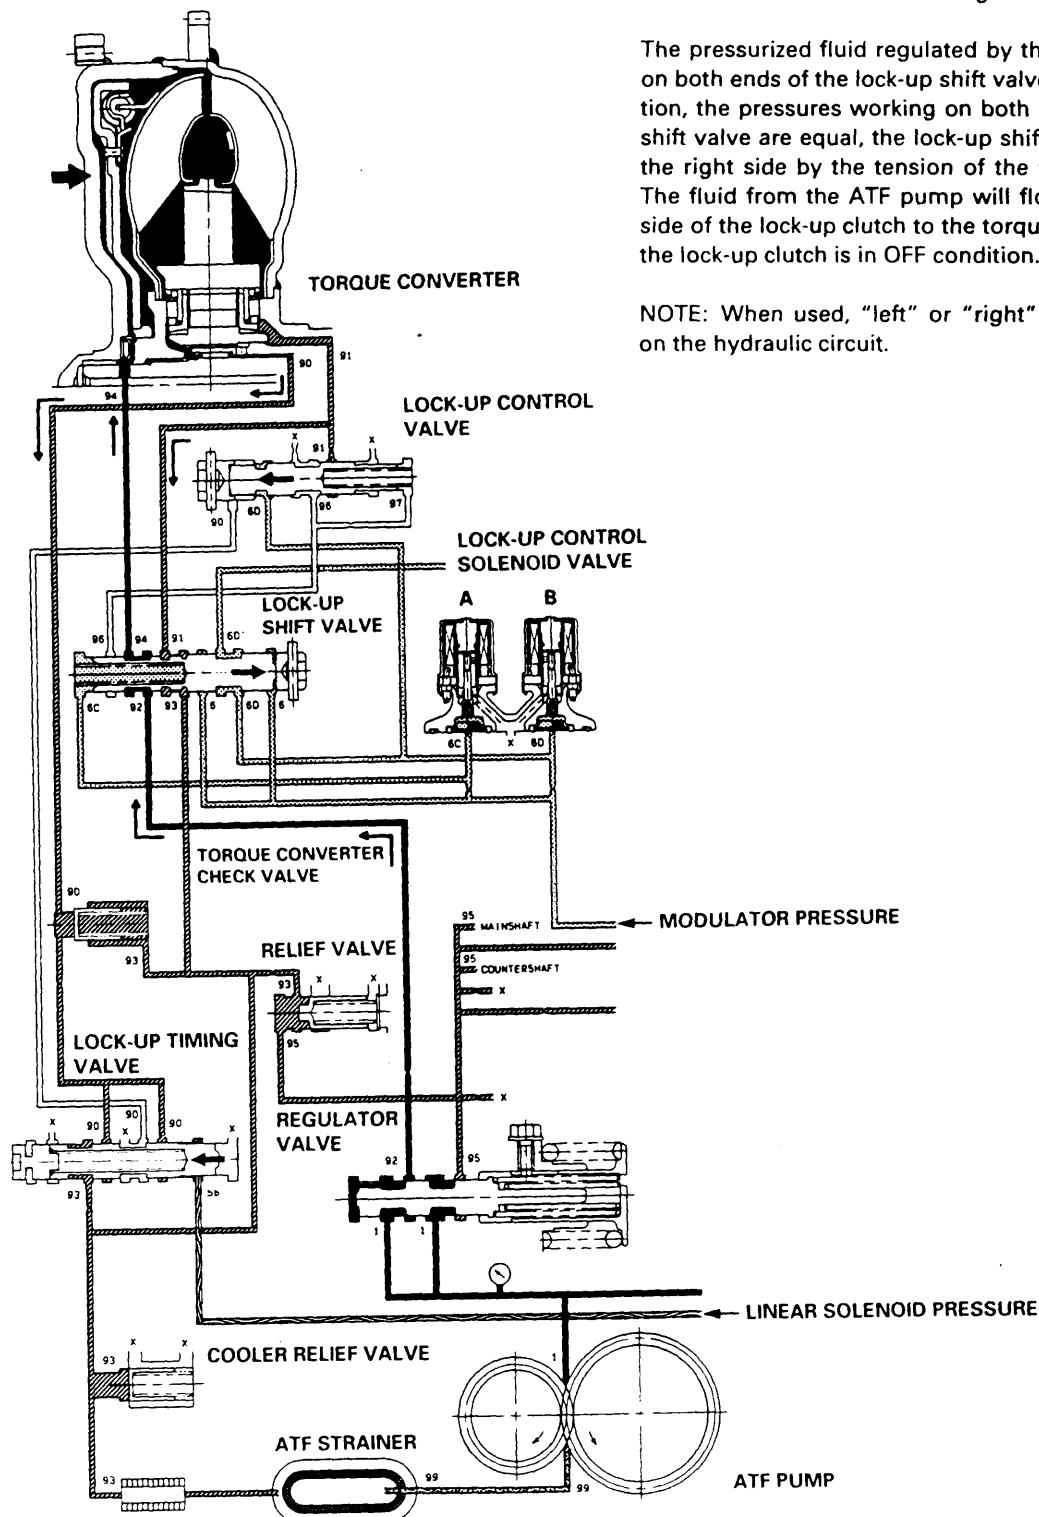 The pressurized fluid regulated by th
on both ends of the lock-up shift valv
tion, the pressures working on both
shift valve are equal, the lock-up shif
the right side by the tension of the
The fluid from the ATF pump will flo
side of the lock-up clutch to the torqu
the lock-up clutch is in OFF condition.
NOTE: When used, “left” or “right”
on the hydraulic circuit.
TORQUE CONVERTER
90
91
94
LOCK-UP CONTROL
VALVE
x
91
x
90
6D
96
97
LOCK-UP CONTROL
SOLENOID VALVE
LOCK-UP
SHIFT VALVE
A
B
96
94
91
6D'
6C
92
93
6
6D
6
6C
x
6D
TORQUE CONVERTER
CHECK VALVE
90
93
95
MAINSHAFT
MODULATOR PRESSURE
95
COUNTERSHAFT
x
RELIEF VALVE
93
x
x
95
x
LOCK-UP TIMING
VALVE
x
90
x
90
90
x
93
5b
REGULATOR
VALVE
92
95
1
1
LINEAR SOLENOID PRESSURE
COOLER RELIEF VALVE
93
x
x
1
ATF STRAINER
93
99
99
ATF PUMP